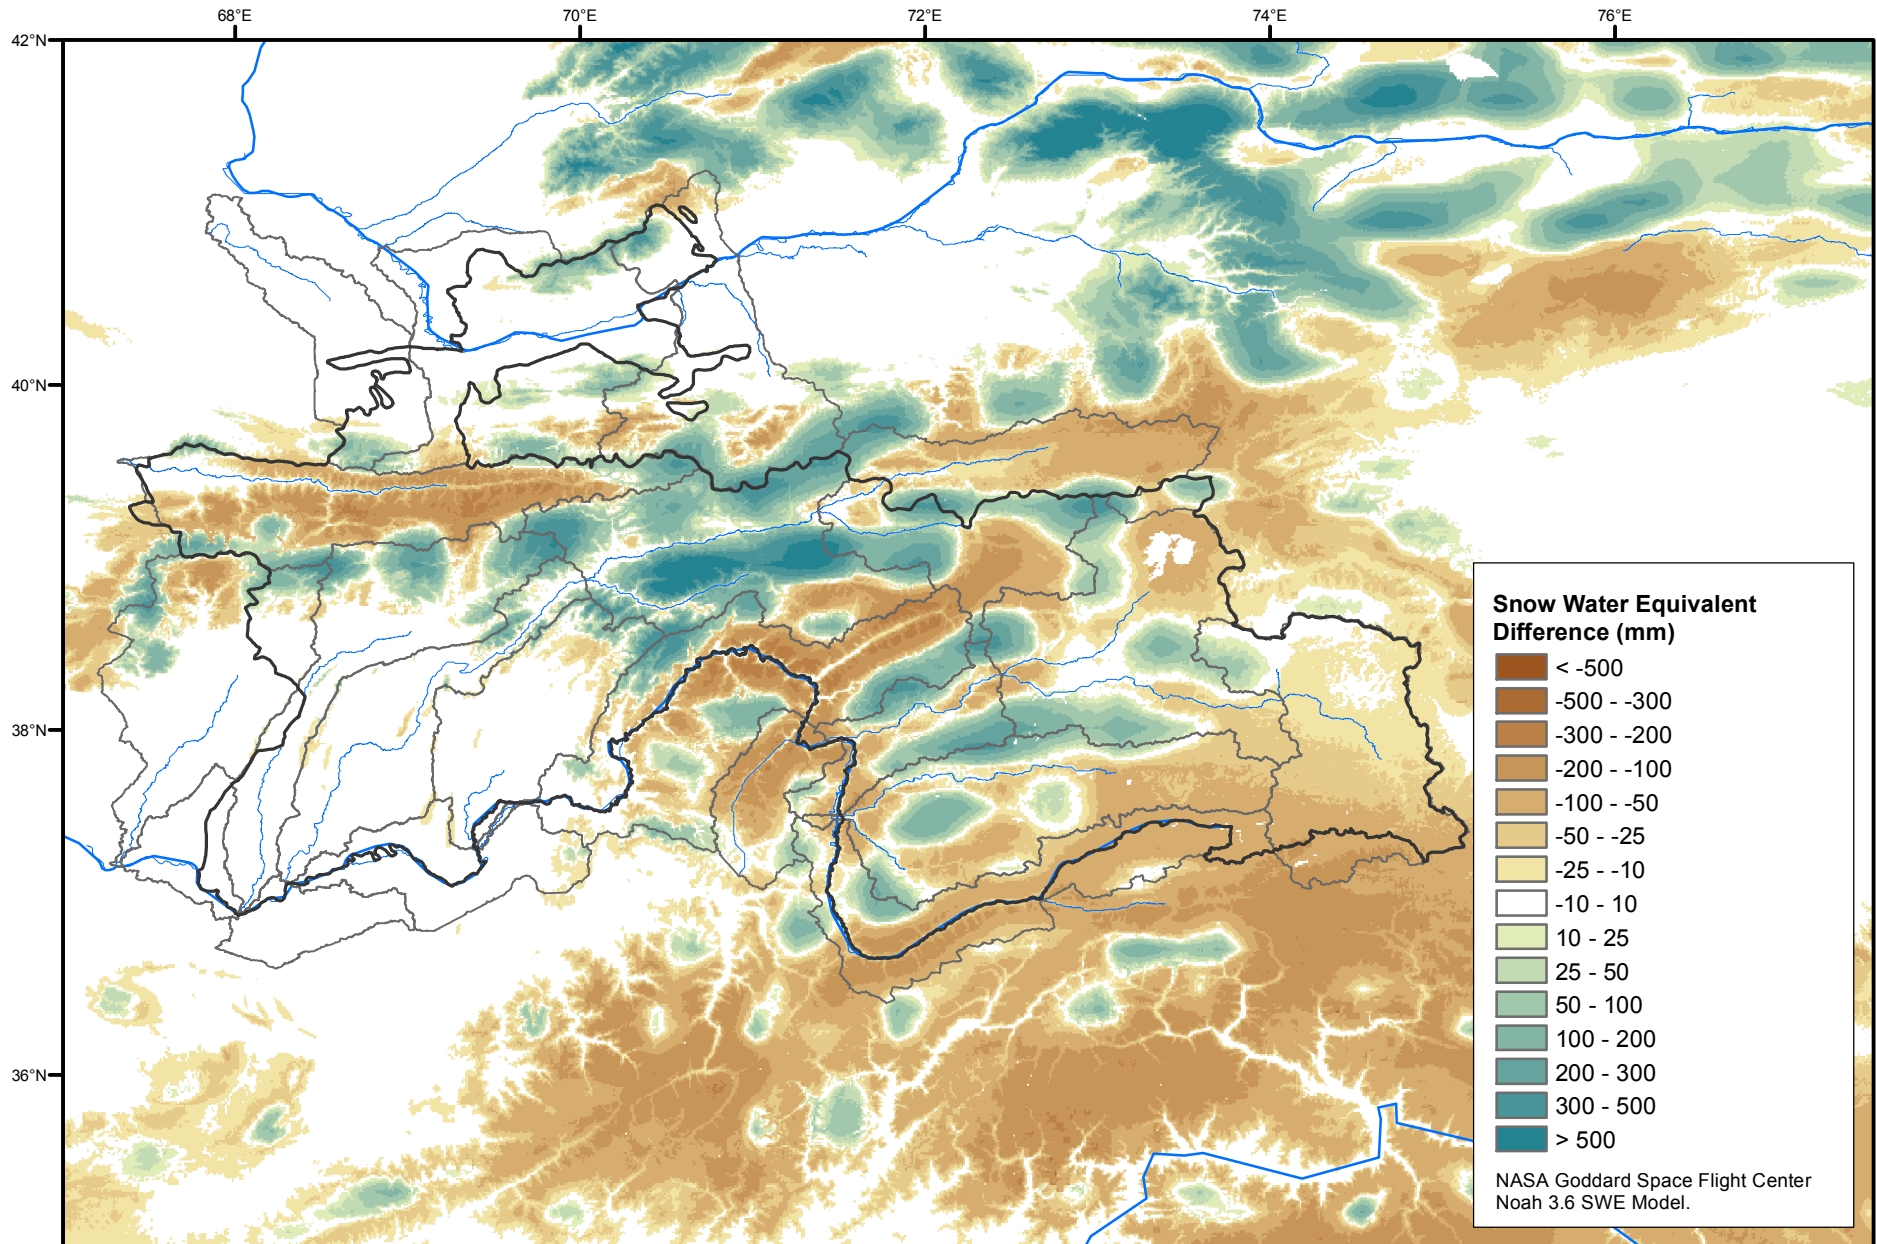 68°E
70°E
72°E
74°E
76°E
42°N
40°N
38°N
36°N
Snow Water Equivalent
Difference (mm)
< -500
-500 - -300
-300 - -200
-200 - -100
-100 - -50
-50 - -25
-25 - -10
-10 - 10
10 - 25
25 - 50
50 - 100
100 - 200
200 - 300
300 - 500
> 500
NASA Goddard Space Flight Center
Noah 3.6 SWE Model.